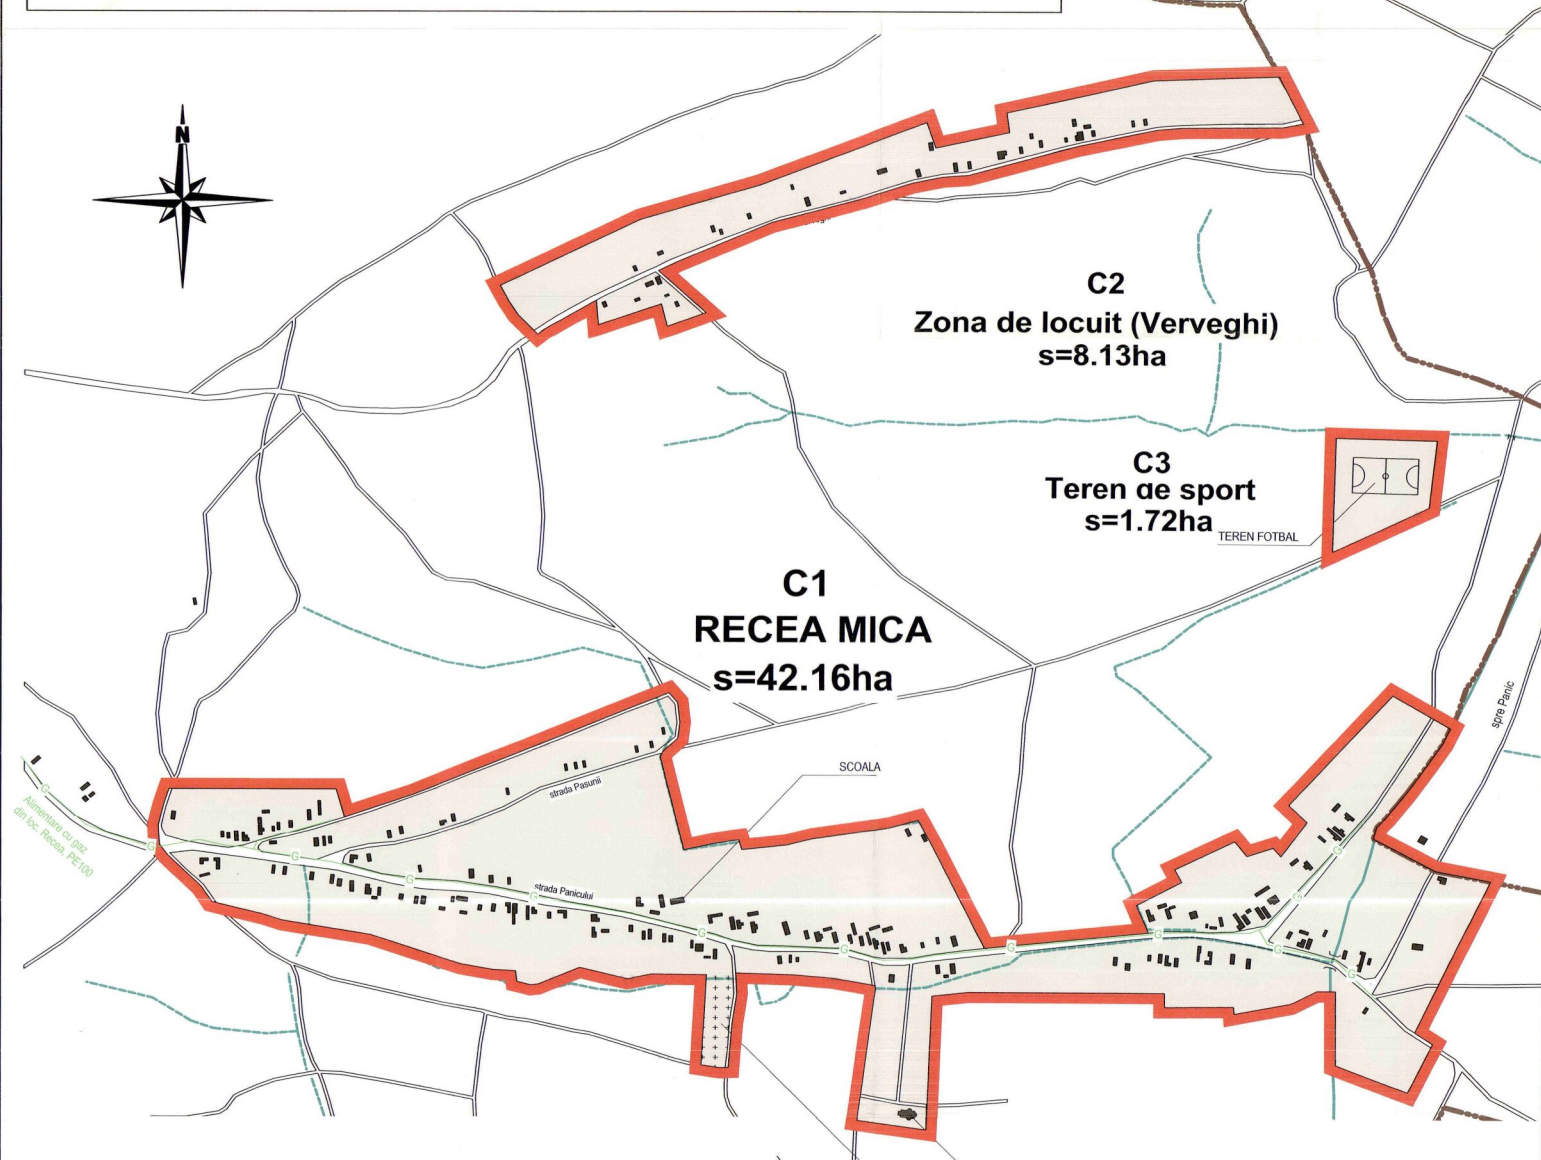 N
C2
Zona de locuit (Verveghi)
s=8.13ha
C3
Teren de sport
s=1.72ha
TEREN FOTBAL
C1
RECEA MICA
s=42.16ha
spre Panic
SCOALA
strada Pasunii
Alimentare cu gaz
din loc. Recea, PE100
strada Panicului
G
G
G
G
G
G
G
G
G
G
G
G
G